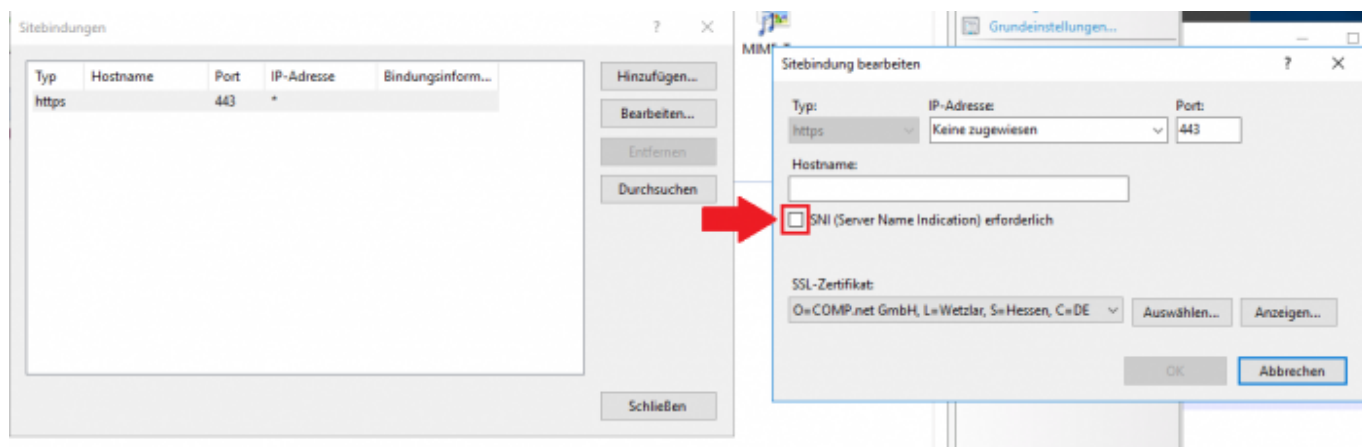 Sitebindungen
Typ Hostname Port IP-Adresse Bindungsinform...
https 443 *
Hinzufügen...
Bearbeiten...
Entfernen
Durchsuchen
Schließen
Grundeinstellungen...
Sitebindung bearbeiten
Typ: IP-Adresse: Port:
https Keine zugewiesen 443
Hostname:
SNI (Server Name Indication) erforderlich
SSL-Zertifikat:
O=COMP.net GmbH, L=Wetzlar, S=Hessen, C=DE Auswählen... Anzeigen...
OK Abbrechen